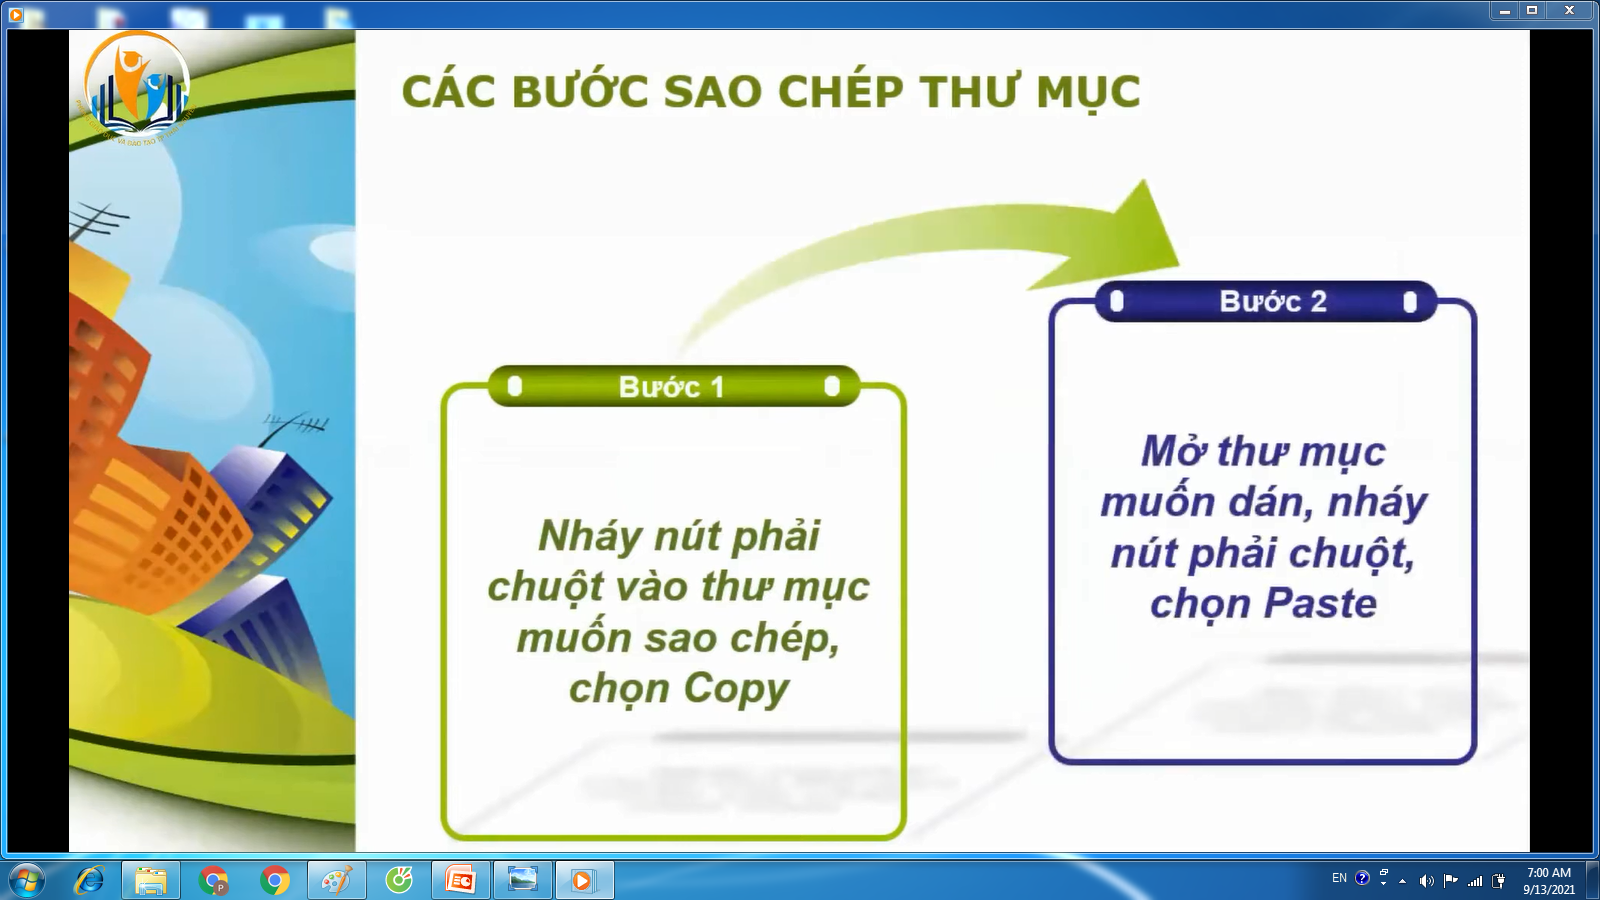 CÁC BƯỚC SAO CHÉP THƯ MỤC
Bước 1
Nháy nút phải
chuột vào thư mục
muốn sao chép,
chọn Copy
Bước 2
Mở thư mục
muốn dán, nháy
nút phải chuột,
chọn Paste
EN
7:00 AM
9/13/2021